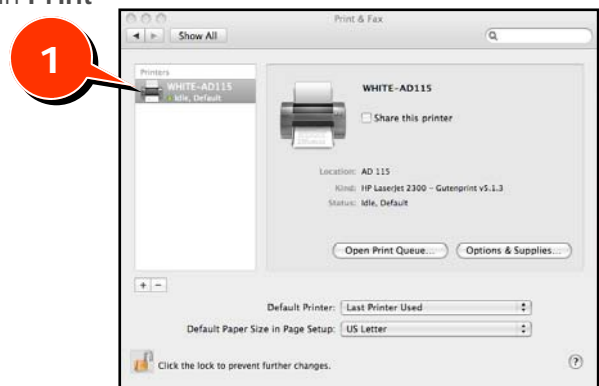 in Print
1
Print & Fax
Show All
Printers
WHITE-AD115
Idle, Default
WHITE-AD115
Share this printer
Location: AD 115
Kind: HP LaserJet 2300 – Gutenprint v5.1.3
Status: Idle, Default
Open Print Queue... Options & Supplies...
+ −
Default Printer: Last Printer Used
Default Paper Size in Page Setup: US Letter
Click the lock to prevent further changes.
?